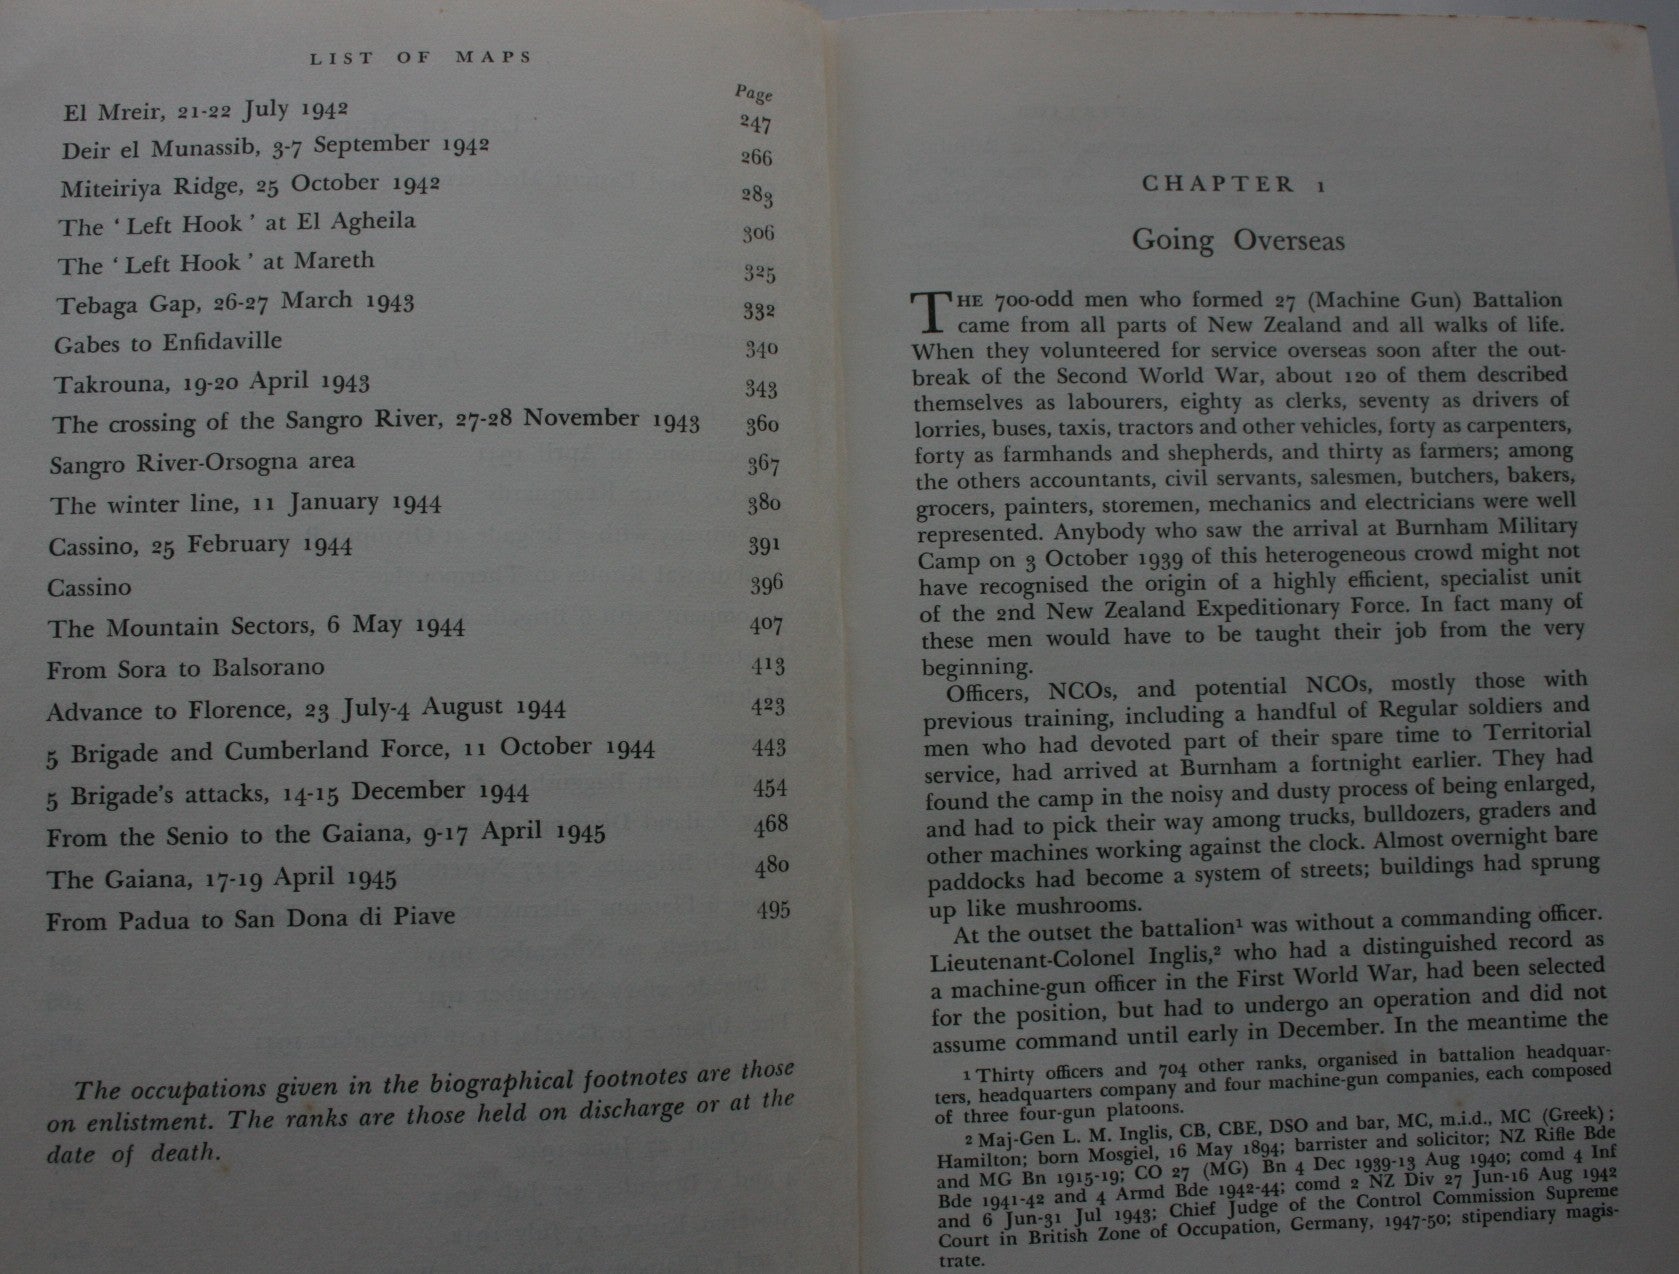 LIST OF MAPS
Page
El Mreir, 21-22 July 1942 247
Deir el Munassib, 3-7 September 1942 266
Miteiriya Ridge, 25 October 1942 283
The ‘Left Hook’ at El Agheila 306
The ‘Left Hook’ at Mareth 325
Tebaga Gap, 26-27 March 1943 332
Gabes to Enfidaville 340
Takrouna, 19-20 April 1943 343
The crossing of the Sangro River, 27-28 November 1943 360
Sangro River-Orsogna area 367
The winter line, 11 January 1944 380
Cassino, 25 February 1944 391
Cassino 396
The Mountain Sectors, 6 May 1944 407
From Sora to Balsorano 413
Advance to Florence, 23 July-4 August 1944 423
5 Brigade and Cumberland Force, 11 October 1944 443
5 Brigade's attacks, 14-15 December 1944 454
From the Senio to the Gaiana, 9-17 April 1945 468
The Gaiana, 17-19 April 1945 480
From Padua to San Dona di Piave 495
The occupations given in the biographical footnotes are those
on enlistment. The ranks are those held on discharge or at the
date of death.
CHAPTER 1
Going Overseas
THE 700-odd men who formed 27 (Machine Gun) Battalion
came from all parts of New Zealand and all walks of life.
When they volunteered for service overseas soon after the out-
break of the Second World War, about 120 of them described
themselves as labourers, eighty as clerks, seventy as drivers of
lorries, buses, taxis, tractors and other vehicles, forty as carpenters,
forty as farmhands and shepherds, and thirty as farmers; among
the others accountants, civil servants, salesmen, butchers, bakers,
grocers, painters, storemen, mechanics and electricians were well
represented. Anybody who saw the arrival at Burnham Military
Camp on 3 October 1939 of this heterogeneous crowd might not
have recognised the origin of a highly efficient, specialist unit
of the 2nd New Zealand Expeditionary Force. In fact many of
these men would have to be taught their job from the very
beginning.
Officers, NCOs, and potential NCOs, mostly those with
previous training, including a handful of Regular soldiers and
men who had devoted part of their spare time to Territorial
service, had arrived at Burnham a fortnight earlier. They had
found the camp in the noisy and dusty process of being enlarged,
and had to pick their way among trucks, bulldozers, graders and
other machines working against the clock. Almost overnight bare
paddocks had become a system of streets; buildings had sprung
up like mushrooms.
At the outset the battalion¹ was without a commanding officer.
Lieutenant-Colonel Inglis,² who had a distinguished record as
a machine-gun officer in the First World War, had been selected
for the position, but had to undergo an operation and did not
assume command until early in December. In the meantime the
1 Thirty officers and 704 other ranks, organised in battalion headquar-
ters, headquarters company and four machine-gun companies, each composed
of three four-gun platoons.
2 Maj-Gen L. M. Inglis, CB, CBE, DSO and bar, MC, m.i.d., MC (Greek);
Hamilton; born Mosgiel, 16 May 1894; barrister and solicitor; NZ Rifle Bde
and MG Bn 1915-19; CO 27 (MG) Bn 4 Dec 1939-13 Aug 1940; comd 4 Inf
Bde 1941-42 and 4 Armd Bde 1942-44; comd 2 NZ Div 27 Jun-16 Aug 1942
and 6 Jun-31 Jul 1943; Chief Judge of the Control Commission Supreme
Court in British Zone of Occupation, Germany, 1947-50; stipendiary magis-
trate.